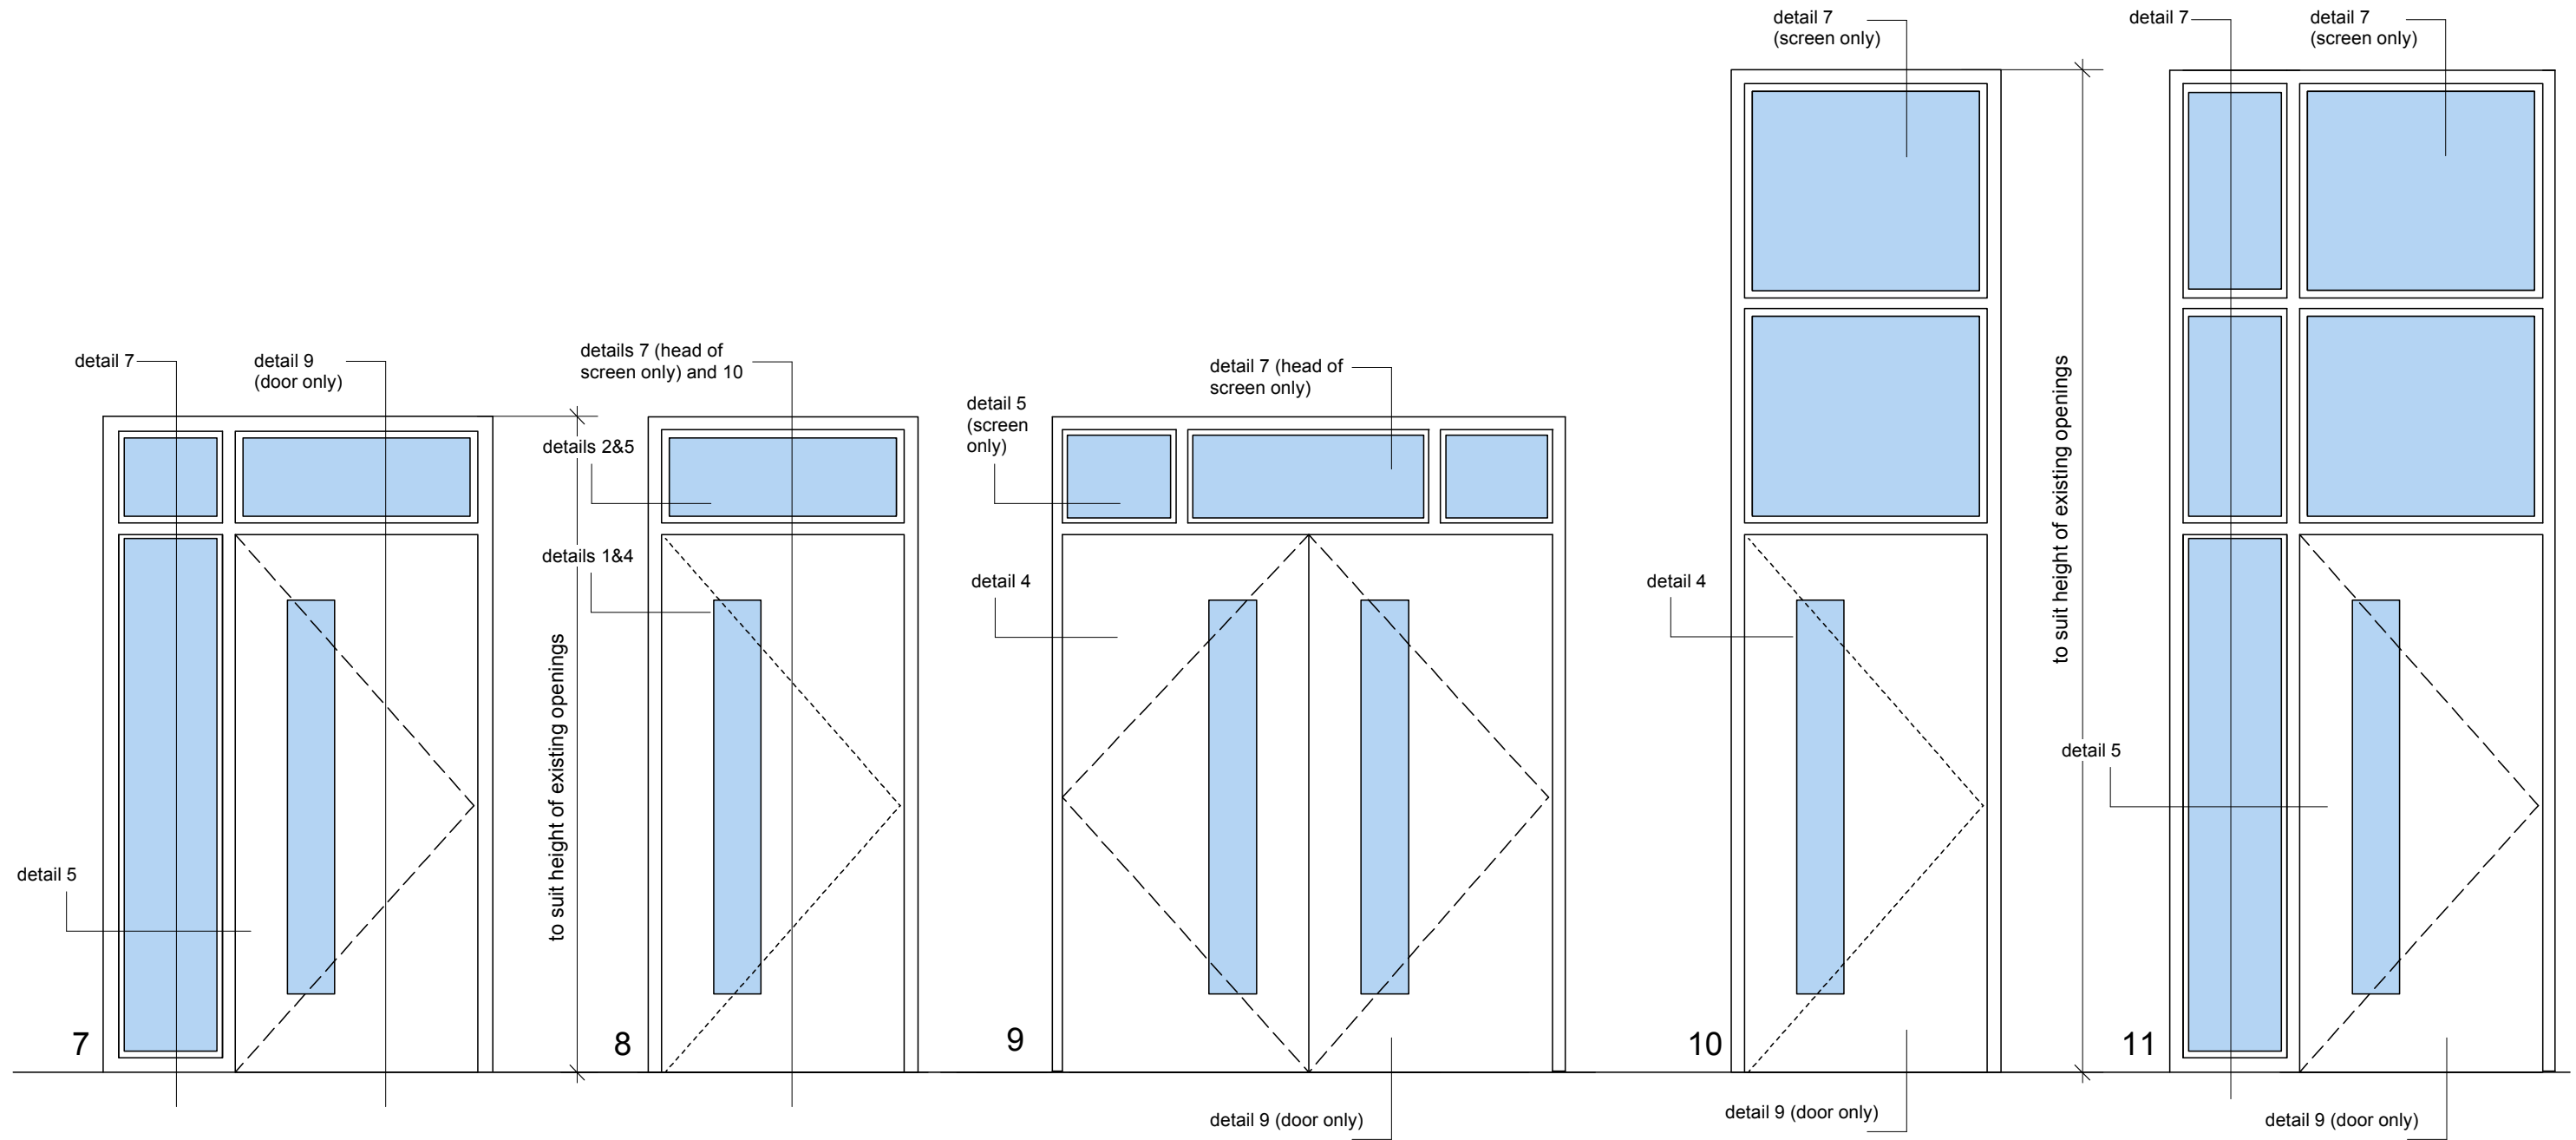 detail 7
(screen only)
detail 7
detail 7
(screen only)
detail 7
detail 9
(door only)
details 7 (head of
screen only) and 10
detail 7 (head of
screen only)
detail 5
(screen
only)
details 2&5
details 1&4
detail 4
detail 4
to suit height of existing openings
to suit height of existing openings
detail 5
detail 5
7
8
9
10
11
detail 9 (door only)
detail 9 (door only)
detail 9 (door only)